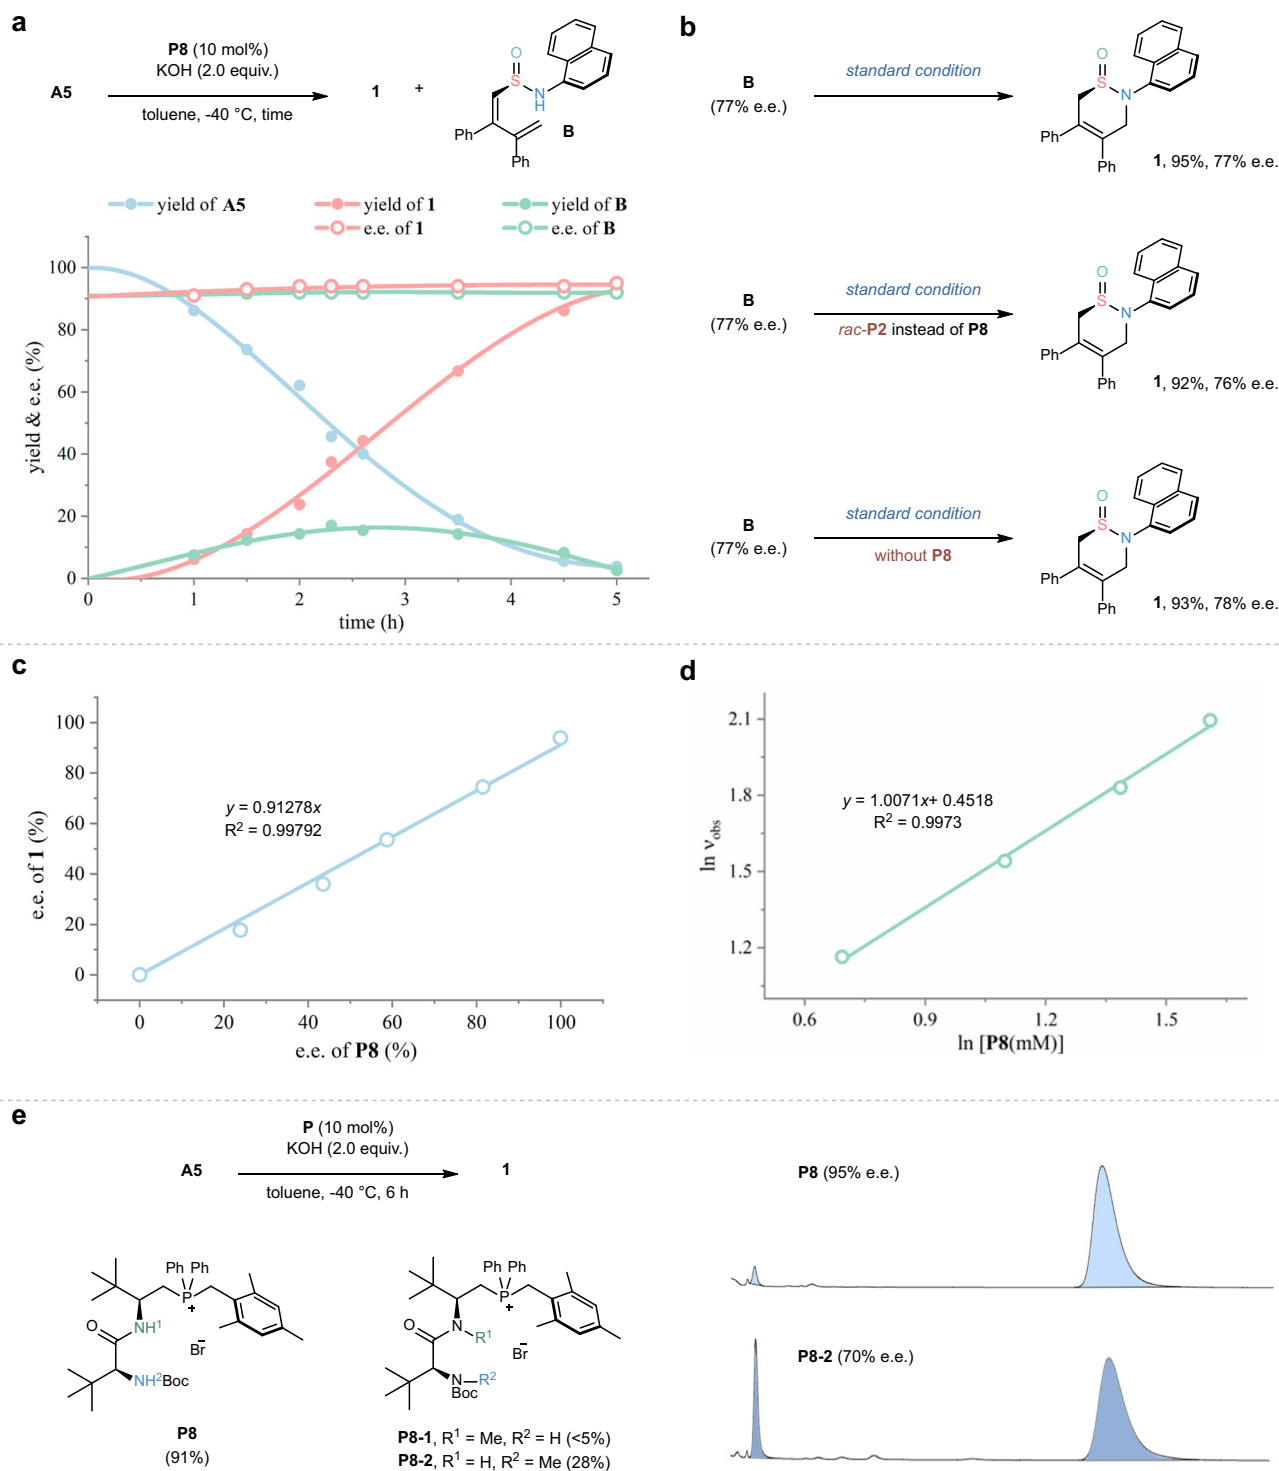 a
A5
P8 (10 mol%)
KOH (2.0 equiv.)
toluene, -40 °C, time
1 +
O
S
N
H
Ph
Ph
B
yield of A5
yield of 1
yield of B
e.e. of 1
e.e. of B
yield & e.e. (%)
100
80
60
40
20
0
0 1 2 3 4 5
time (h)
b
B
(77% e.e.)
standard condition
O
S
N
Ph
Ph
1, 95%, 77% e.e.
B
(77% e.e.)
standard condition
rac-P2 instead of P8
O
S
N
Ph
Ph
1, 92%, 76% e.e.
B
(77% e.e.)
standard condition
without P8
O
S
N
Ph
Ph
1, 93%, 78% e.e.
c
e.e. of 1 (%)
100
80
60
40
20
0
y = 0.91278x
R² = 0.99792
0 20 40 60 80 100
e.e. of P8 (%)
d
ln νobs
2.1
1.8
1.5
1.2
y = 1.0071x+ 0.4518
R² = 0.9973
0.6 0.9 1.2 1.5
ln [P8(mM)]
e
A5
P (10 mol%)
KOH (2.0 equiv.)
toluene, -40 °C, 6 h
1
Ph Ph
P
+
O
NH¹
Br−
NH²Boc
P8
(91%)
Ph Ph
P
+
O
N
R¹
Br−
N—R²
Boc
P8-1, R¹ = Me, R² = H (<5%)
P8-2, R¹ = H, R² = Me (28%)
P8 (95% e.e.)
P8-2 (70% e.e.)